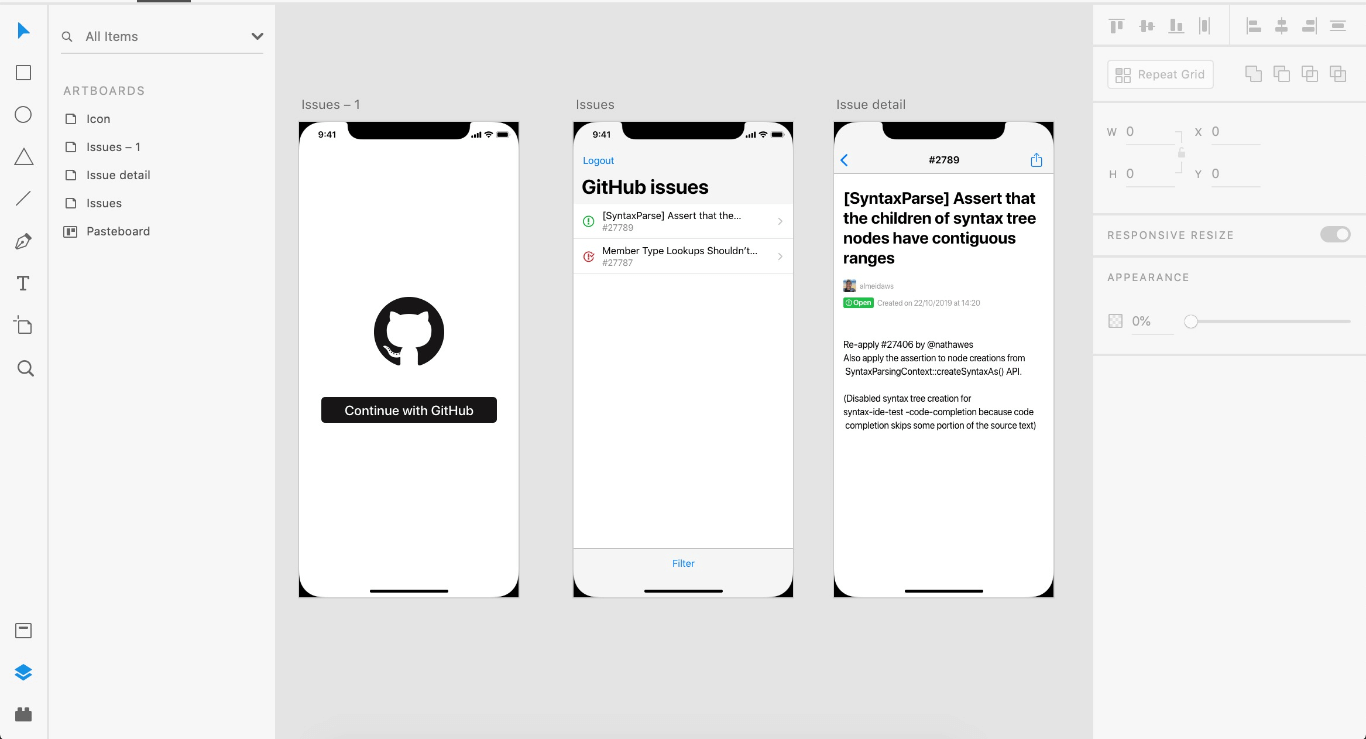 All Items
ARTBOARDS
Icon
Issues – 1
Issue detail
Issues
Pasteboard
Issues – 1
9:41
Continue with GitHub
Issues
9:41
Logout
GitHub issues
[SyntaxParse] Assert that the...
#27789
Member Type Lookups Shouldn't...
#27787
Filter
Issue detail
#2789
[SyntaxParse] Assert that
the children of syntax tree
nodes have contiguous
ranges
almeidaws
Open Created on 22/10/2019 at 14:20
Re-apply #27406 by @nathawes
Also apply the assertion to node creations from
SyntaxParsingContext::createSyntaxAs() API.
(Disabled syntax tree creation for
syntax-ide-test -code-completion because code
completion skips some portion of the source text)
Repeat Grid
W 0 X 0
H 0 Y 0
RESPONSIVE RESIZE
APPEARANCE
0%